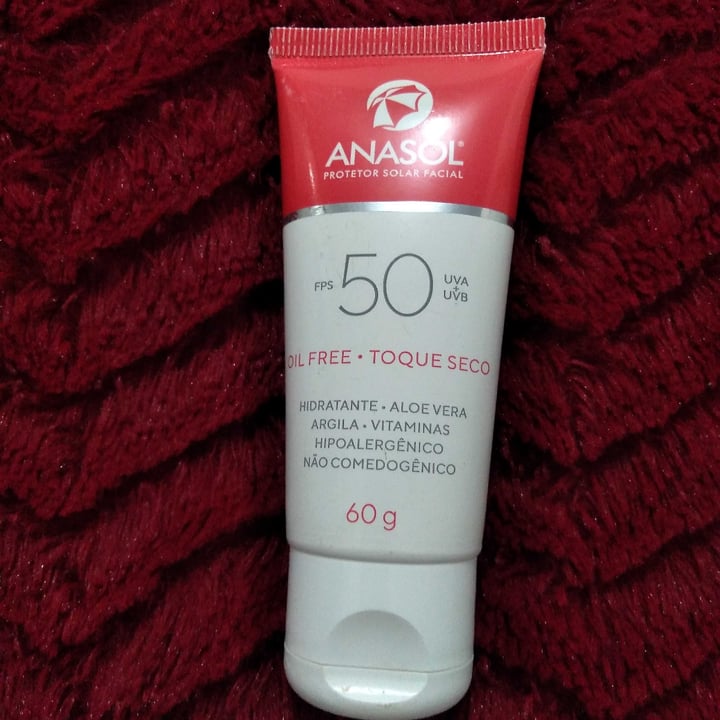 ANASOL®
PROTETOR SOLAR FACIAL
FPS 50 UVA + UVB
OIL FREE • TOQUE SECO
HIDRATANTE • ALOE VERA
ARGILA • VITAMINAS
HIPOALERGÊNICO
NÃO COMEDOGÊNICO
60 g